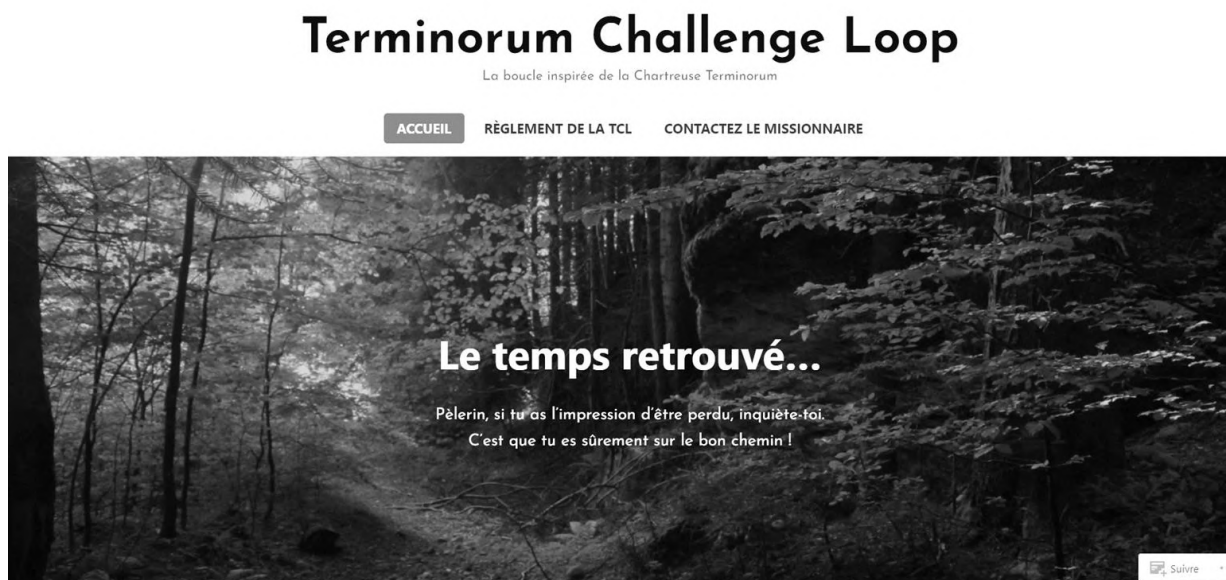 Terminorum Challenge Loop
La boucle inspirée de la Chartreuse Terminorum
ACCUEIL RÈGLEMENT DE LA TCL CONTACTEZ LE MISSIONNAIRE
Le temps retrouvé...
Pèlerin, si tu as l'impression d'être perdu, inquiète-toi.
C'est que tu es sûrement sur le bon chemin !
Suivre